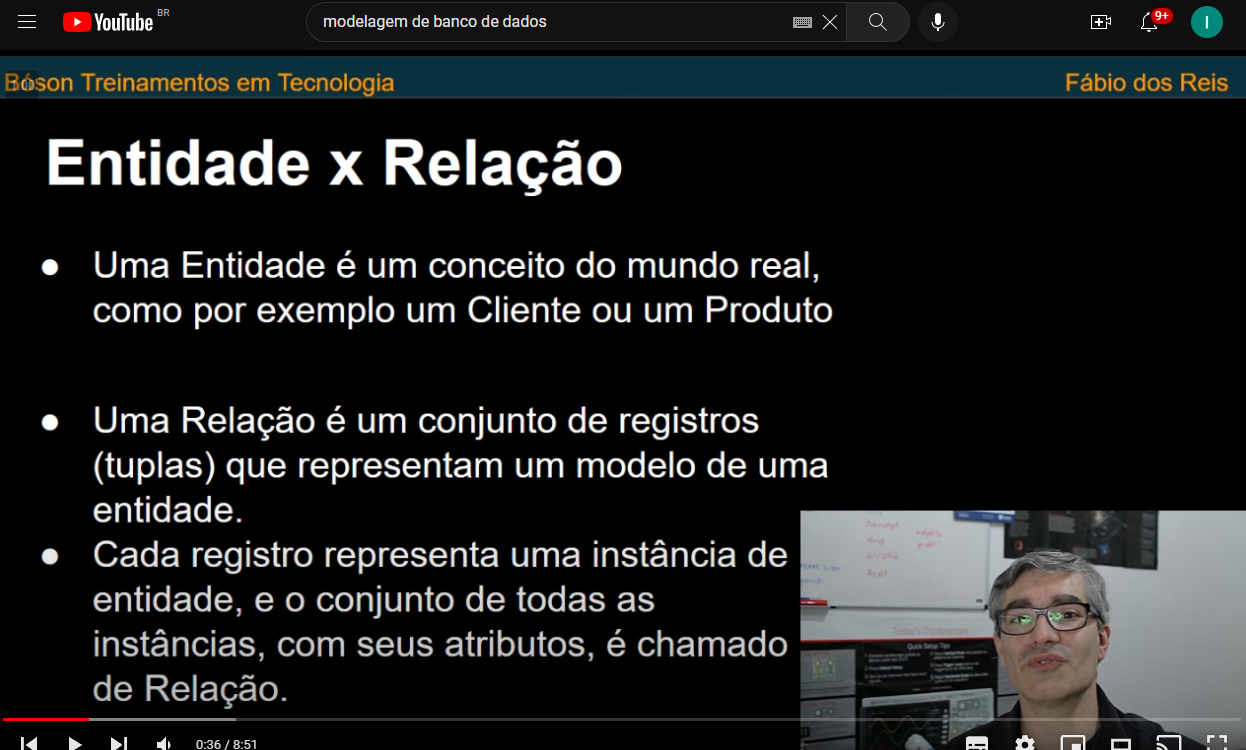 YouTube BR
modelagem de banco de dados
9+
I
Bóson Treinamentos em Tecnologia
Fábio dos Reis
Entidade x Relação
● Uma Entidade é um conceito do mundo real,
como por exemplo um Cliente ou um Produto
● Uma Relação é um conjunto de registros
(tuplas) que representam um modelo de uma
entidade.
● Cada registro representa uma instância de
entidade, e o conjunto de todas as
instâncias, com seus atributos, é chamado
de Relação.
Quick Setup Tips
0:36 / 8:51